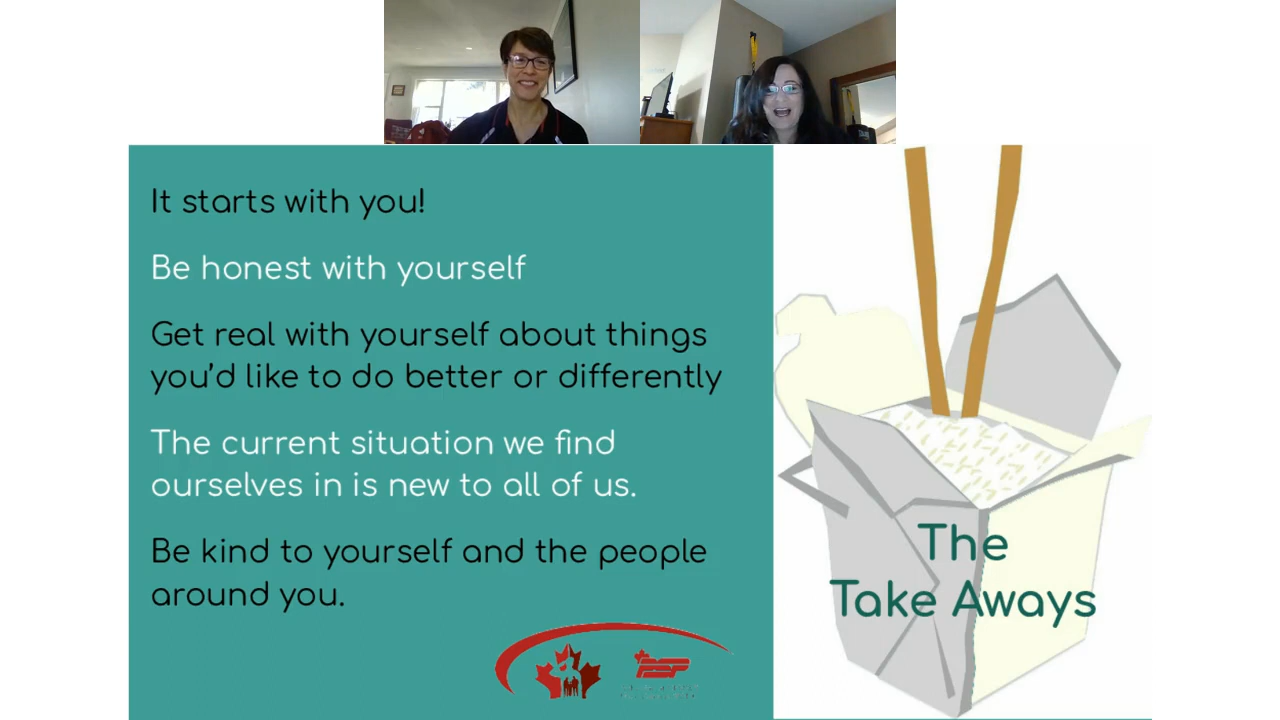 It starts with you!
Be honest with yourself
Get real with yourself about things
you'd like to do better or differently
The current situation we find
ourselves in is new to all of us.
Be kind to yourself and the people
around you.
PSP
The
Take Aways